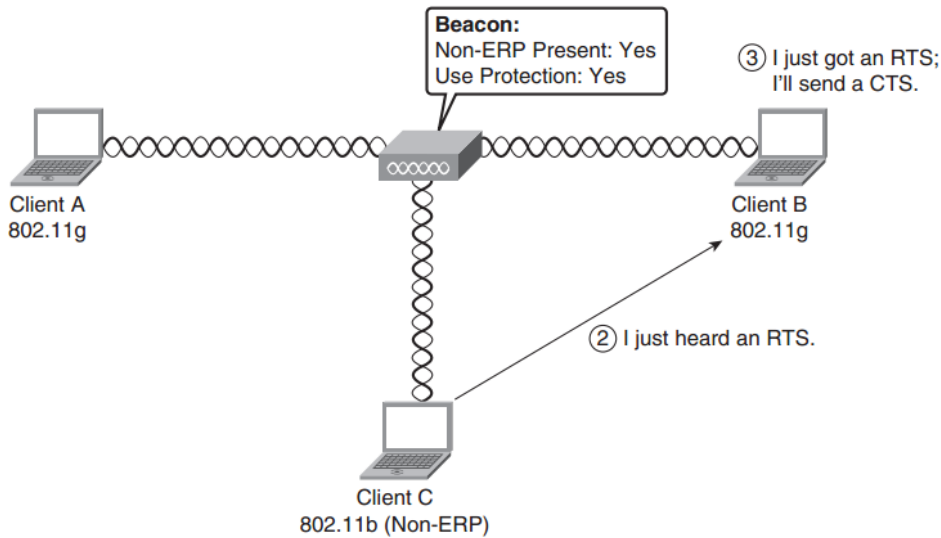 Beacon:
Non-ERP Present: Yes
Use Protection: Yes
③ I just got an RTS;
I'll send a CTS.
Client A
802.11g
Client B
802.11g
② I just heard an RTS.
Client C
802.11b (Non-ERP)